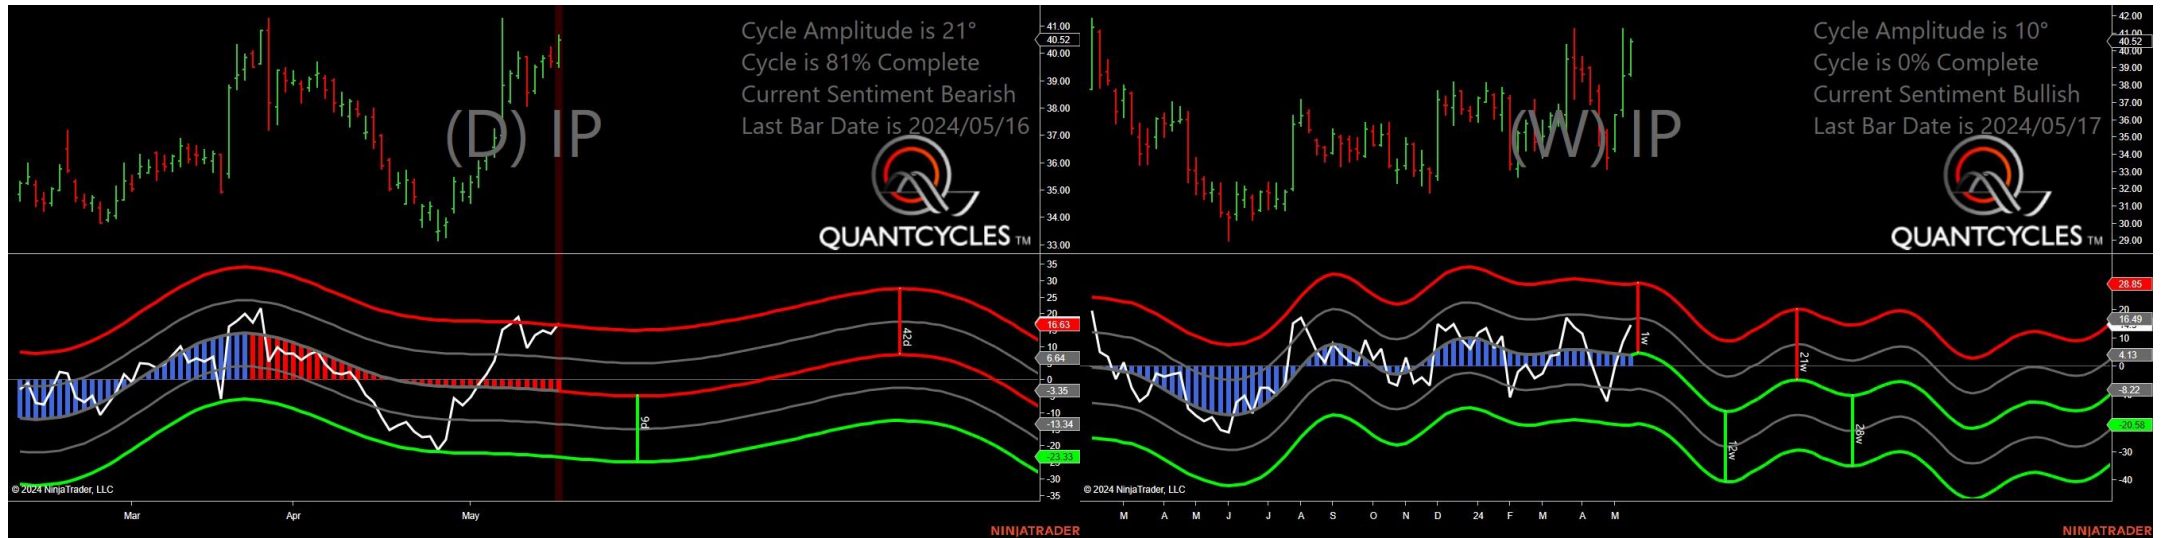 Cycle Amplitude is 21°
Cycle is 81% Complete
Current Sentiment Bearish
Last Bar Date is 2024/05/16
(D) IP
QUANTCYCLES TM
41.00
40.52
40.00
39.00
38.00
37.00
36.00
35.00
34.00
33.00
35
30
25
20
16.63
10
6.64
0
-3.35
-10
-13.34
-20
-23.33
-30
-35
42d
9d
© 2024 NinjaTrader, LLC
Mar Apr May
NINJATRADER
Cycle Amplitude is 10°
Cycle is 0% Complete
Current Sentiment Bullish
Last Bar Date is 2024/05/17
(W) IP
QUANTCYCLES TM
42.00
41.00
40.52
39.00
38.00
37.00
36.00
35.00
34.00
33.00
32.00
31.00
30.00
29.00
28.85
20
16.49
10
4.13
0
-8.22
-20.58
-30
-40
1w
21w
12w
28w
© 2024 NinjaTrader, LLC
M A M J J A S O N D 24 F M A M
NINJATRADER